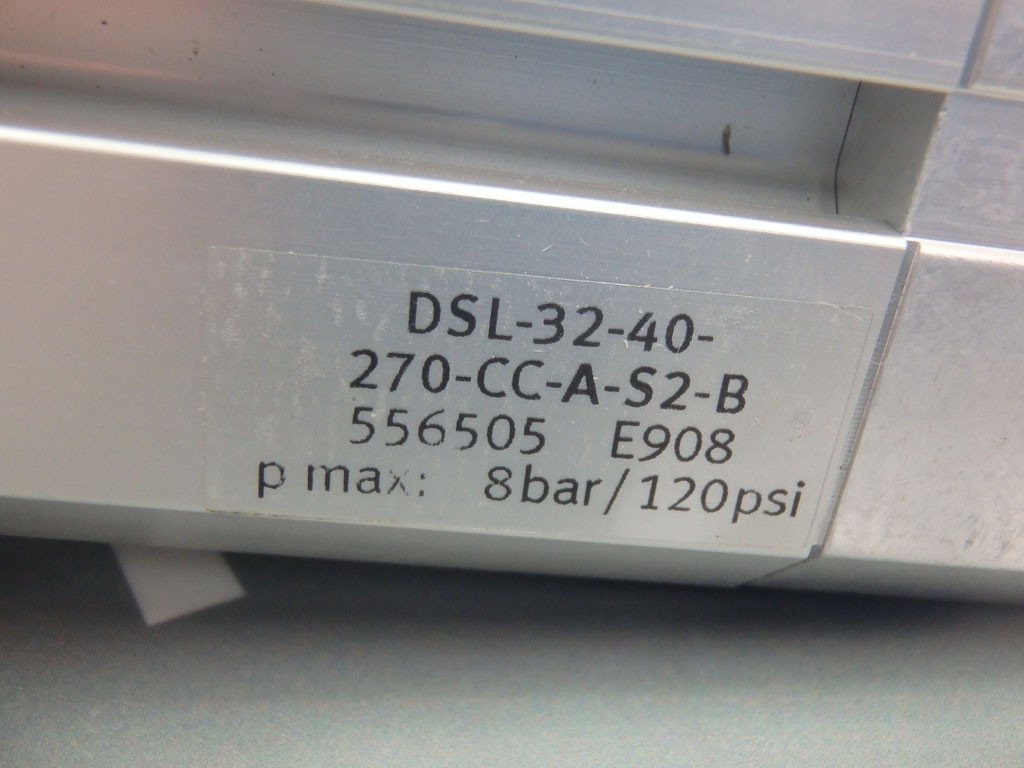 DSL-32-40-
270-CC-A-S2-B
556505 E908
p max: 8bar/120psi